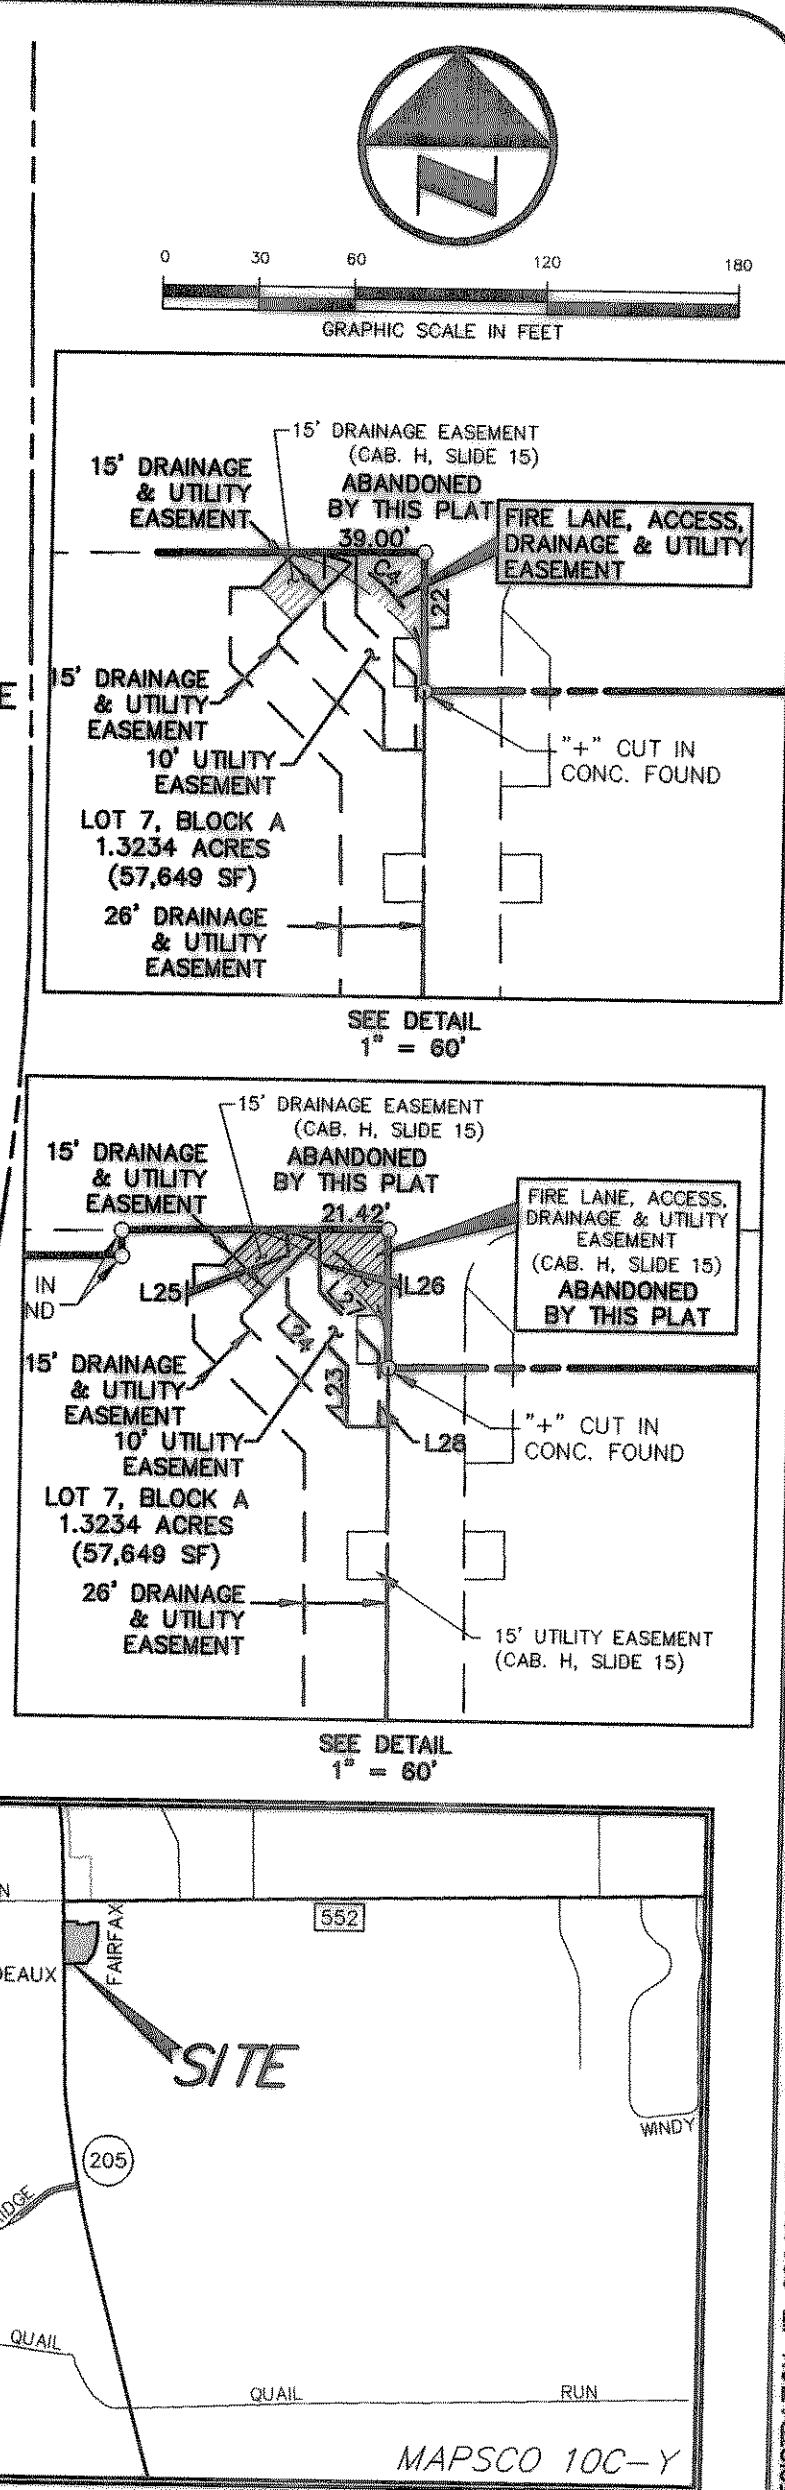 N
0 30 60 120 180
GRAPHIC SCALE IN FEET
15' DRAINAGE EASEMENT
(CAB. H, SLIDE 15)
ABANDONED
BY THIS PLAT
39.00'
15' DRAINAGE
& UTILITY
EASEMENT
FIRE LANE, ACCESS,
DRAINAGE & UTILITY
EASEMENT
L22
E
15' DRAINAGE
& UTILITY
EASEMENT
10' UTILITY
EASEMENT
"+" CUT IN
CONC. FOUND
LOT 7, BLOCK A
1.3234 ACRES
(57,649 SF)
26' DRAINAGE
& UTILITY
EASEMENT
SEE DETAIL
1" = 60'
15' DRAINAGE EASEMENT
(CAB. H, SLIDE 15)
ABANDONED
BY THIS PLAT
21.42'
15' DRAINAGE
& UTILITY
EASEMENT
FIRE LANE, ACCESS,
DRAINAGE & UTILITY
EASEMENT
(CAB. H, SLIDE 15)
ABANDONED
BY THIS PLAT
IN
ND
L25
L26
L27
L24
L23
L28
15' DRAINAGE
& UTILITY
EASEMENT
10' UTILITY
EASEMENT
"+" CUT IN
CONC. FOUND
LOT 7, BLOCK A
1.3234 ACRES
(57,649 SF)
26' DRAINAGE
& UTILITY
EASEMENT
15' UTILITY EASEMENT
(CAB. H, SLIDE 15)
SEE DETAIL
1" = 60'
N
552
FAIRFAX
DEAUX
SITE
WINDY
205
IDGE
QUAIL
QUAIL RUN
MAPSCO 10C-Y